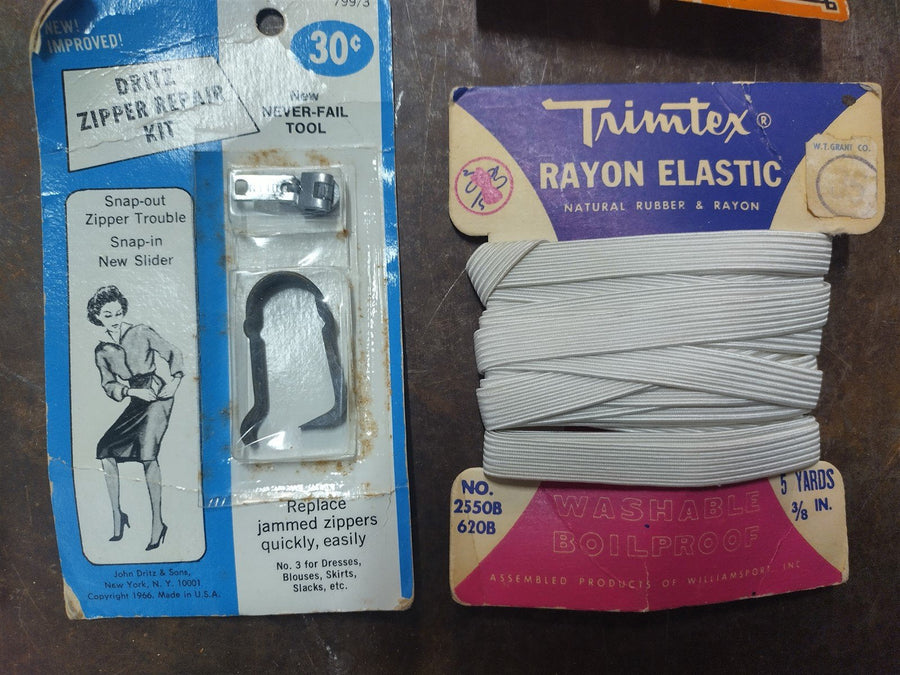 799/3
NEW!
IMPROVED!
30¢
DRITZ
ZIPPER REPAIR
KIT
New
NEVER-FAIL
TOOL
Snap-out
Zipper Trouble
Snap-in
New Slider
Replace
jammed zippers
quickly, easily
No. 3 for Dresses,
Blouses, Skirts,
Slacks, etc.
John Dritz & Sons,
New York, N. Y. 10001
Copyright 1966. Made in U.S.A.
Trimtex®
RAYON ELASTIC
NATURAL RUBBER & RAYON
W.T. GRANT CO.
NO.
2550B
620B
5 YARDS
3/8 IN.
WASHABLE
BOILPROOF
ASSEMBLED PRODUCTS OF WILLIAMSPORT, INC